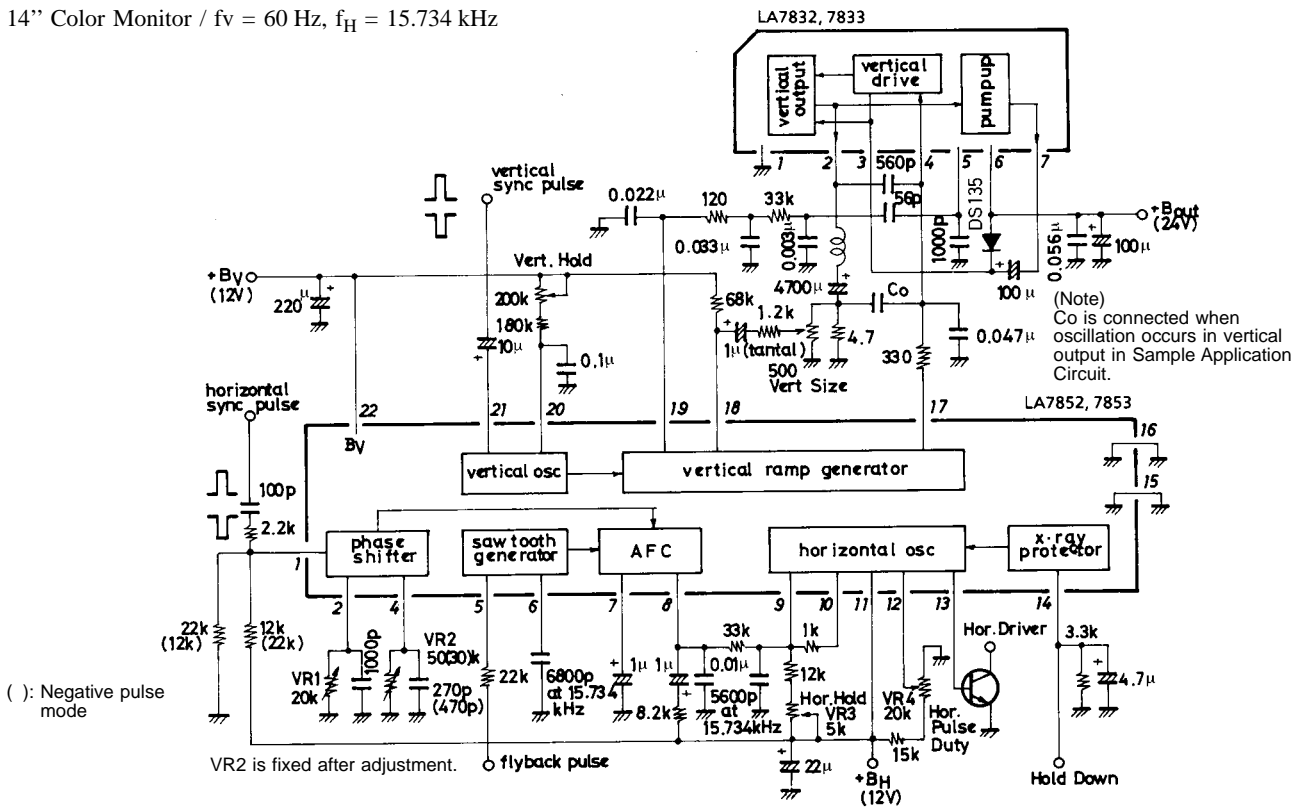 14’’ Color Monitor / fv = 60 Hz, fH = 15.734 kHz
LA7832, 7833
vertical output
vertical drive
pumpup
1 2 3 4 5 6 7
vertical sync pulse
0.022μ
120
33k
560p
56p
DS135
+Bout (24V)
0.033μ
0.003μ
1000p
0.056μ
100μ
+BV (12V)
Vert. Hold
220μ
200k
180k
10μ
0.1μ
68k
4700μ
Co
100μ
1.2k
1μ(tantal)
500
Vert Size
4.7
330
0.047μ
(Note)
Co is connected when
oscillation occurs in vertical
output in Sample Application
Circuit.
horizontal sync pulse
22 21 20 19 18 17
LA7852, 7853
BV
16
15
vertical osc
vertical ramp generator
100p
2.2k
1
phase shifter
sawtooth generator
AFC
horizontal osc
x-ray protector
2 4 5 6 7 8 9 10 11 12 13 14
22k (12k)
12k (22k)
VR1 20k
1000p
VR2 50(30)k
270p (470p)
22k
6800p at 15.734 kHz
1μ
1μ
8.2k
33k
0.01μ
5600p at 15.734kHz
1k
12k
Hor.Hold
VR3 5k
VR4 20k
Hor. Pulse Duty
15k
Hor.Driver
3.3k
4.7μ
( ): Negative pulse
mode
VR2 is fixed after adjustment.
flyback pulse
22μ
+BH (12V)
Hold Down